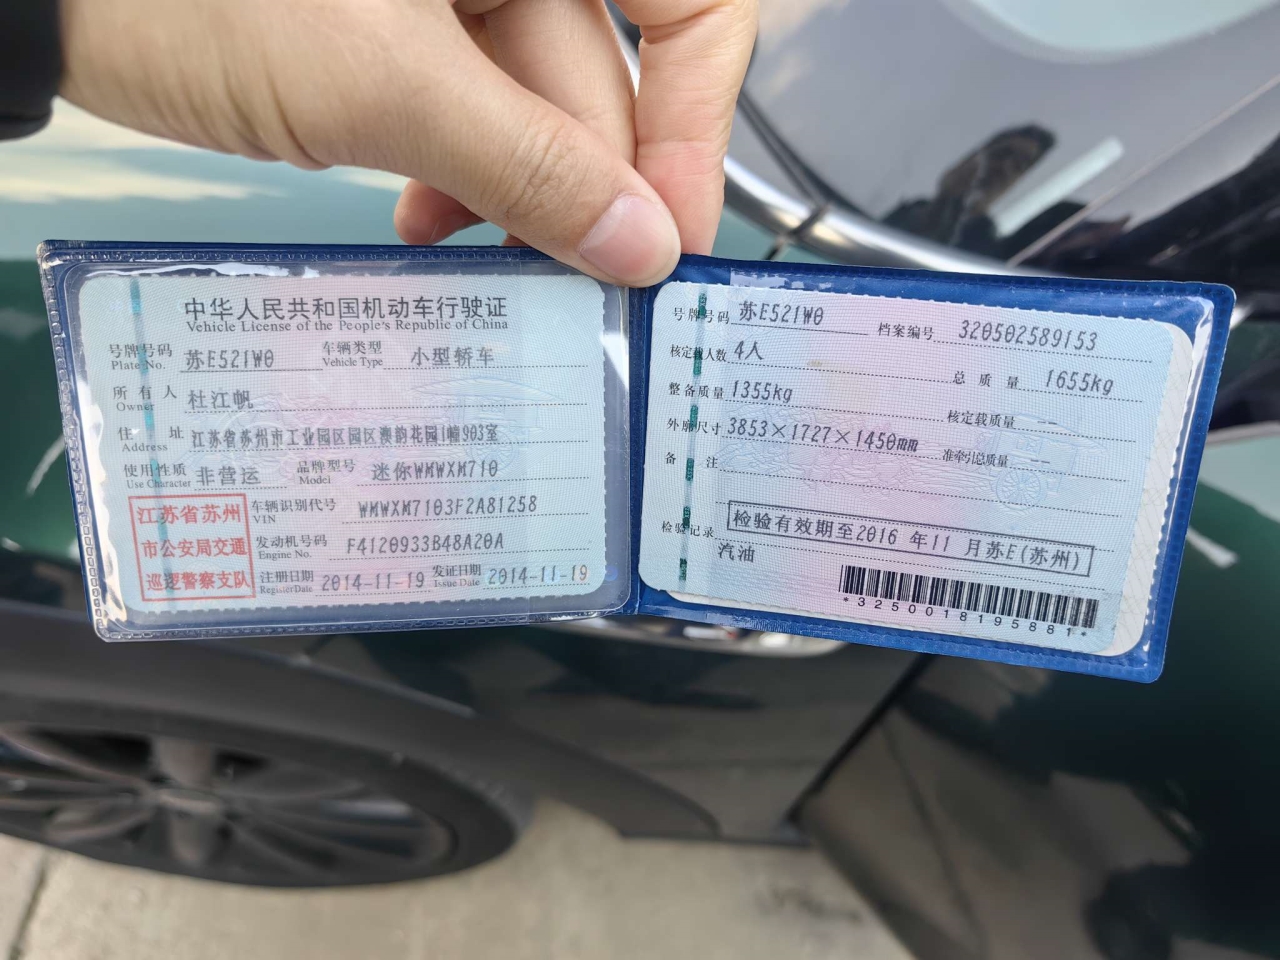 中华人民共和国机动车行驶证
Vehicle License of the People's Republic of China
号牌号码 苏E521W0 车辆类型 小型轿车
Plate No. Vehicle Type
所有人 杜江帆
Owner
住址 江苏省苏州市工业园区园区澳韵花园1幢903室
Address
使用性质 非营运 品牌型号 迷你WMWXM710
Use Character Model
江苏省苏州
市公安局交通
巡逻警察支队
车辆识别代号 WMWXM7103F2A81258
VIN
发动机号码 F4120933B48A20A
Engine No.
注册日期 2014-11-19 发证日期 2014-11-19
Register Date Issue Date
号牌号码 苏E521W0 档案编号 320502589153
核定载人数 4人 总质量 1655kg
整备质量 1355kg 核定载质量 --
外廓尺寸 3853×1727×1450mm 准牵引总质量 --
备注
检验记录 检验有效期至2016 年11 月苏E(苏州)
汽油
*3250018195881*